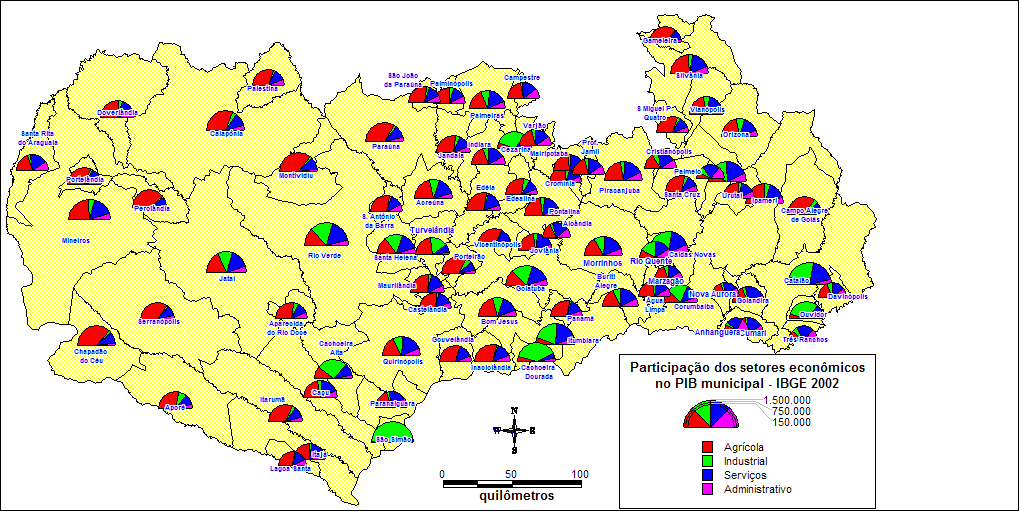 Gameleira
Silvânia
São João
da Paraúna
Palminópolis
Campestre
Palestina
Doverlândia
Palmeiras
Vianópolis
S Miguel P
Quatro
Orizona
Santa Rita
do Araguaia
Caiapônia
Paraúna
Varjão
Jandaia
Indiara
Cezarina
Mairipotaba
Prof.
Jamil
Cristianópolis
Palmelo
Portelândia
Montividiu
Cromínia
Piracanjuba
Santa Cruz
Urutaí
Ipameri
Perolândia
Acreúna
Edéia
Edealina
Pontalina
Campo Alegre
de Goiás
S. Antônio
da Barra
Aloândia
Turvelândia
Mineiros
Rio Verde
Santa Helena
Vicentinópolis
Joviânia
Morrinhos
Rio Quente
Caldas Novas
Porteirão
Jataí
Maurilândia
Goiatuba
Buriti
Alegre
Marzagão
Água
Limpa
Corumbaíba
Nova Aurora
Goiandira
Catalão
Davinópolis
Castelândia
Serranópolis
Aparecida
do Rio Doce
Bom Jesus
Panamá
Ouvidor
Anhanguera
Cumari
Três Ranchos
Itumbiara
Chapadão
do Céu
Cachoeira
Alta
Gouvelândia
Quirinópolis
Inaciolândia
Cachoeira
Dourada
Caçu
Itarumã
Aporé
Paranaiguara
São Simão
Itajá
Lagoa Santa
N
W
E
S
0
50
100
quilômetros
Participação dos setores econômicos
no PIB municipal - IBGE 2002
1.500.000
750.000
150.000
Agrícola
Industrial
Serviços
Administrativo